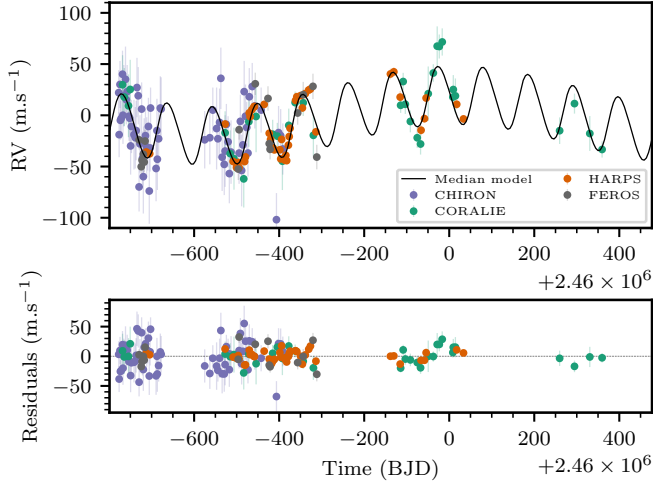 RV (m.s⁻¹)
50
0
−50
−100
Median model
CHIRON
CORALIE
HARPS
FEROS
−600 −400 −200 0 200 400
+2.46 × 10⁶
Residuals (m.s⁻¹)
50
0
−50
−600 −400 −200 0 200 400
Time (BJD)
+2.46 × 10⁶